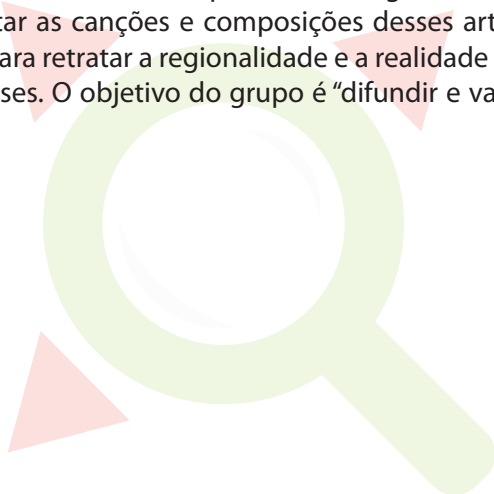 tar as canções e composições desses art
ara retratar a regionalidade e a realidade
ses. O objetivo do grupo é “difundir e va